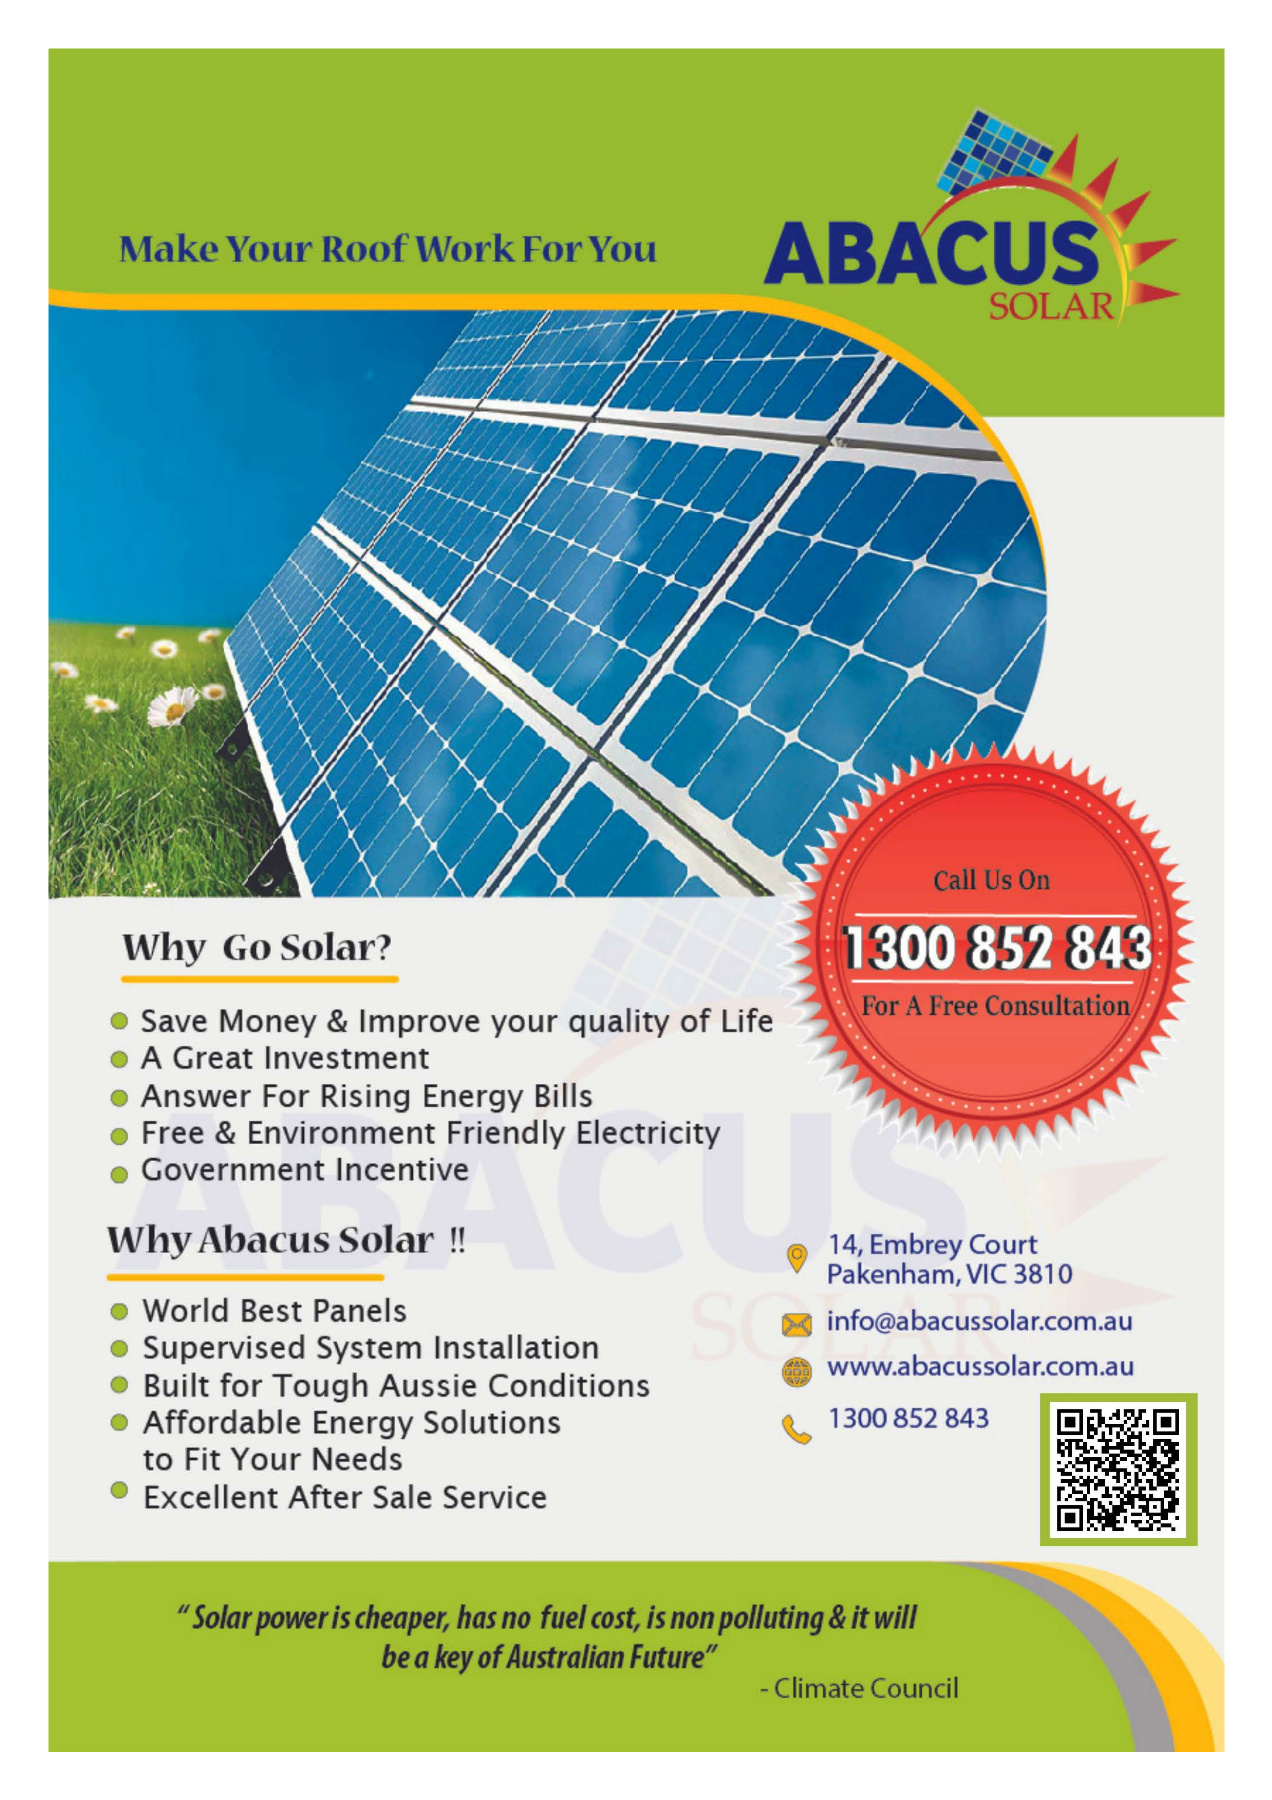 ABACUS
SOLAR
Make Your Roof Work For You
Call Us On
1300 852 843
For A Free Consultation
Why Go Solar?
Save Money & Improve your quality of Life
A Great Investment
Answer For Rising Energy Bills
Free & Environment Friendly Electricity
Government Incentive
Why Abacus Solar !!
World Best Panels
Supervised System Installation
Built for Tough Aussie Conditions
Affordable Energy Solutions
to Fit Your Needs
Excellent After Sale Service
ABACUS
SOLAR
14, Embrey Court
Pakenham, VIC 3810
info@abacussolar.com.au
www.abacussolar.com.au
1300 852 843
“ Solar power is cheaper, has no fuel cost, is non polluting & it will
be a key of Australian Future”
- Climate Council